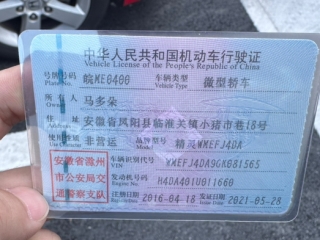 中华人民共和国机动车行驶证
Vehicle License of the People's Republic of China
号牌号码 皖ME0400 车辆类型 微型轿车
Plate No. Vehicle Type
所有人 马多朵
Owner
住址 安徽省凤阳县临淮关镇小猪市巷18号
Address
使用性质 非营运 品牌型号 精灵WMEFJ4DA
Use Character Model
安徽省滁州 车辆识别代号 WMEFJ4DA9GK081565
VIN
市公安局交 发动机号码 H4DA401U011660
Engine No.
通警察支队 注册日期 2016-04-18 发证日期 2021-05-28
Register Date Issue Date